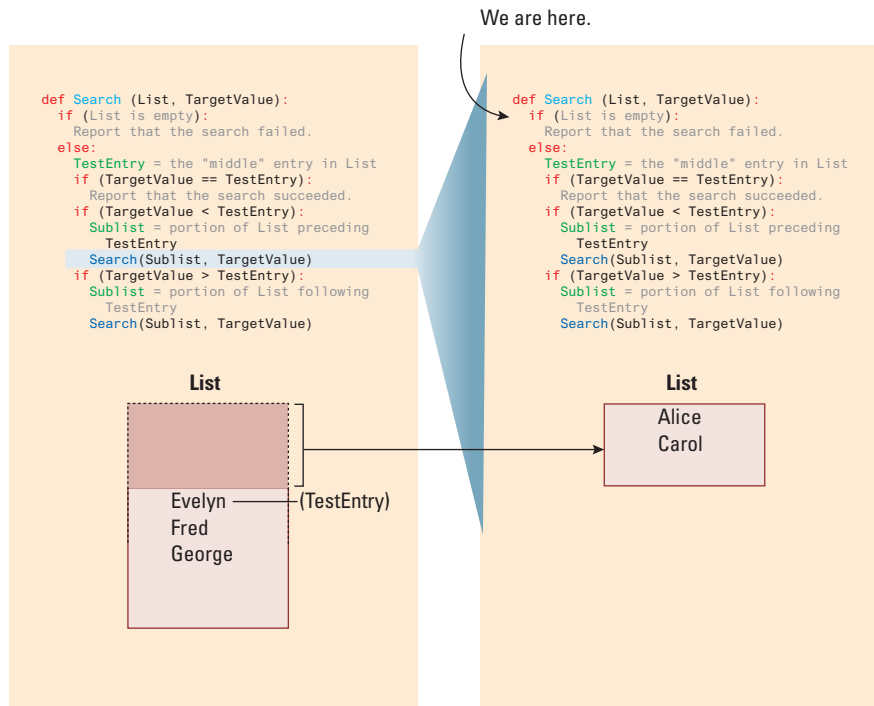 We are here.
def Search (List, TargetValue):
if (List is empty):
Report that the search failed.
else:
TestEntry = the "middle" entry in List
if (TargetValue == TestEntry):
Report that the search succeeded.
if (TargetValue < TestEntry):
Sublist = portion of List preceding
TestEntry
Search(Sublist, TargetValue)
if (TargetValue > TestEntry):
Sublist = portion of List following
TestEntry
Search(Sublist, TargetValue)
List
Evelyn
(TestEntry)
Fred
George
def Search (List, TargetValue):
if (List is empty):
Report that the search failed.
else:
TestEntry = the "middle" entry in List
if (TargetValue == TestEntry):
Report that the search succeeded.
if (TargetValue < TestEntry):
Sublist = portion of List preceding
TestEntry
Search(Sublist, TargetValue)
if (TargetValue > TestEntry):
Sublist = portion of List following
TestEntry
Search(Sublist, TargetValue)
List
Alice
Carol